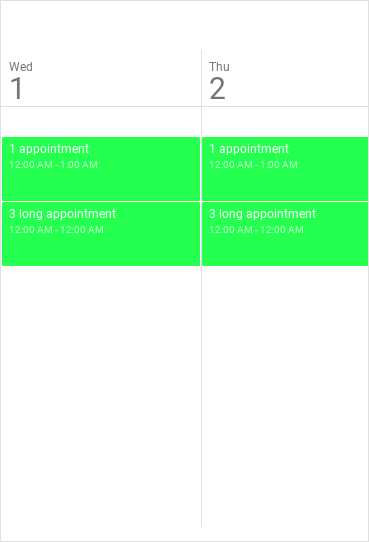 Wed
1
Thu
2
1 appointment
12:00 AM - 1:00 AM
1 appointment
12:00 AM - 1:00 AM
3 long appointment
12:00 AM - 12:00 AM
3 long appointment
12:00 AM - 12:00 AM